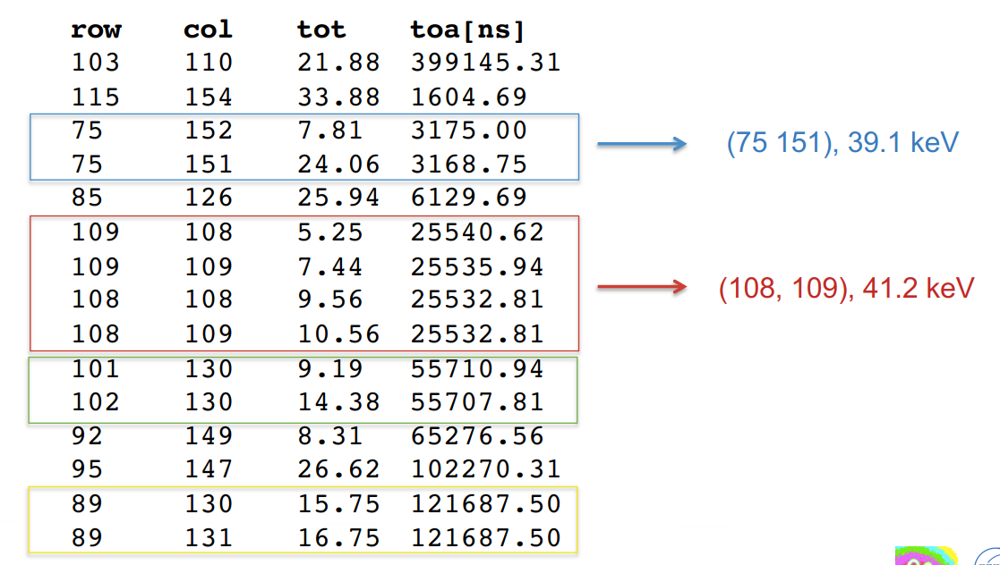 row col tot toa[ns]
103 110 21.88 399145.31
115 154 33.88 1604.69
75 152 7.81 3175.00
75 151 24.06 3168.75
(75 151), 39.1 keV
85 126 25.94 6129.69
109 108 5.25 25540.62
109 109 7.44 25535.94
108 108 9.56 25532.81
108 109 10.56 25532.81
(108, 109), 41.2 keV
101 130 9.19 55710.94
102 130 14.38 55707.81
92 149 8.31 65276.56
95 147 26.62 102270.31
89 130 15.75 121687.50
89 131 16.75 121687.50